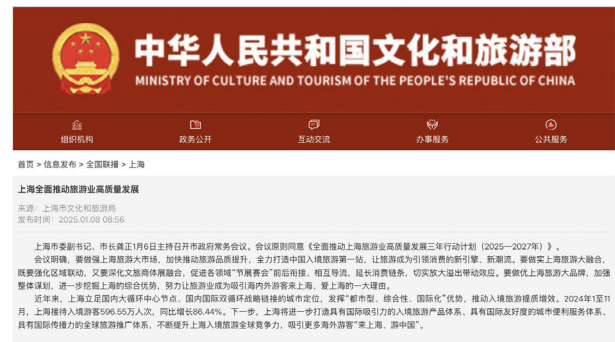 中华人民共和国文化和旅游部
MINISTRY OF CULTURE AND TOURISM OF THE PEOPLE'S REPUBLIC OF CHINA
组织机构 政务公开 互动交流 办事服务 公共服务
首页 > 信息发布 > 全国联播 > 上海
上海全面推动旅游业高质量发展
来源：上海市文化和旅游局
发布时间：2025.01.08 08:56
上海市委副书记、市长龚正1月6日主持召开市政府常务会议。会议原则同意《全面推动上海旅游业高质量发展三年行动计划（2025—2027年）》。
会议明确，要做强上海旅游大市场，加快推动旅游品质提升，全力打造中国入境旅游第一站，让旅游成为引领消费的新引擎、新潮流。要做实上海旅游大融合，
既要强化区域联动，又要深化文旅商体展融合，促进各领域“节展赛会”前后衔接、相互导流，延长消费链条，切实放大溢出带动效应。要做优上海旅游大品牌，加强
整体谋划，进一步挖掘上海的综合优势，努力让旅游业成为吸引海内外游客来上海、爱上海的一大理由。
近年来，上海立足国内大循环中心节点、国内国际双循环战略链接的城市定位，发挥“都市型、综合性、国际化”优势，推动入境旅游提质增效。2024年1至11
月，上海接待入境游客596.55万人次，同比增长86.44%。下一步，上海将进一步打造具有国际吸引力的入境旅游产品体系、具有国际友好度的城市便利服务体系、
具有国际传播力的全球旅游推广体系，不断提升上海入境旅游全球竞争力，吸引更多海外游客“来上海、游中国”。